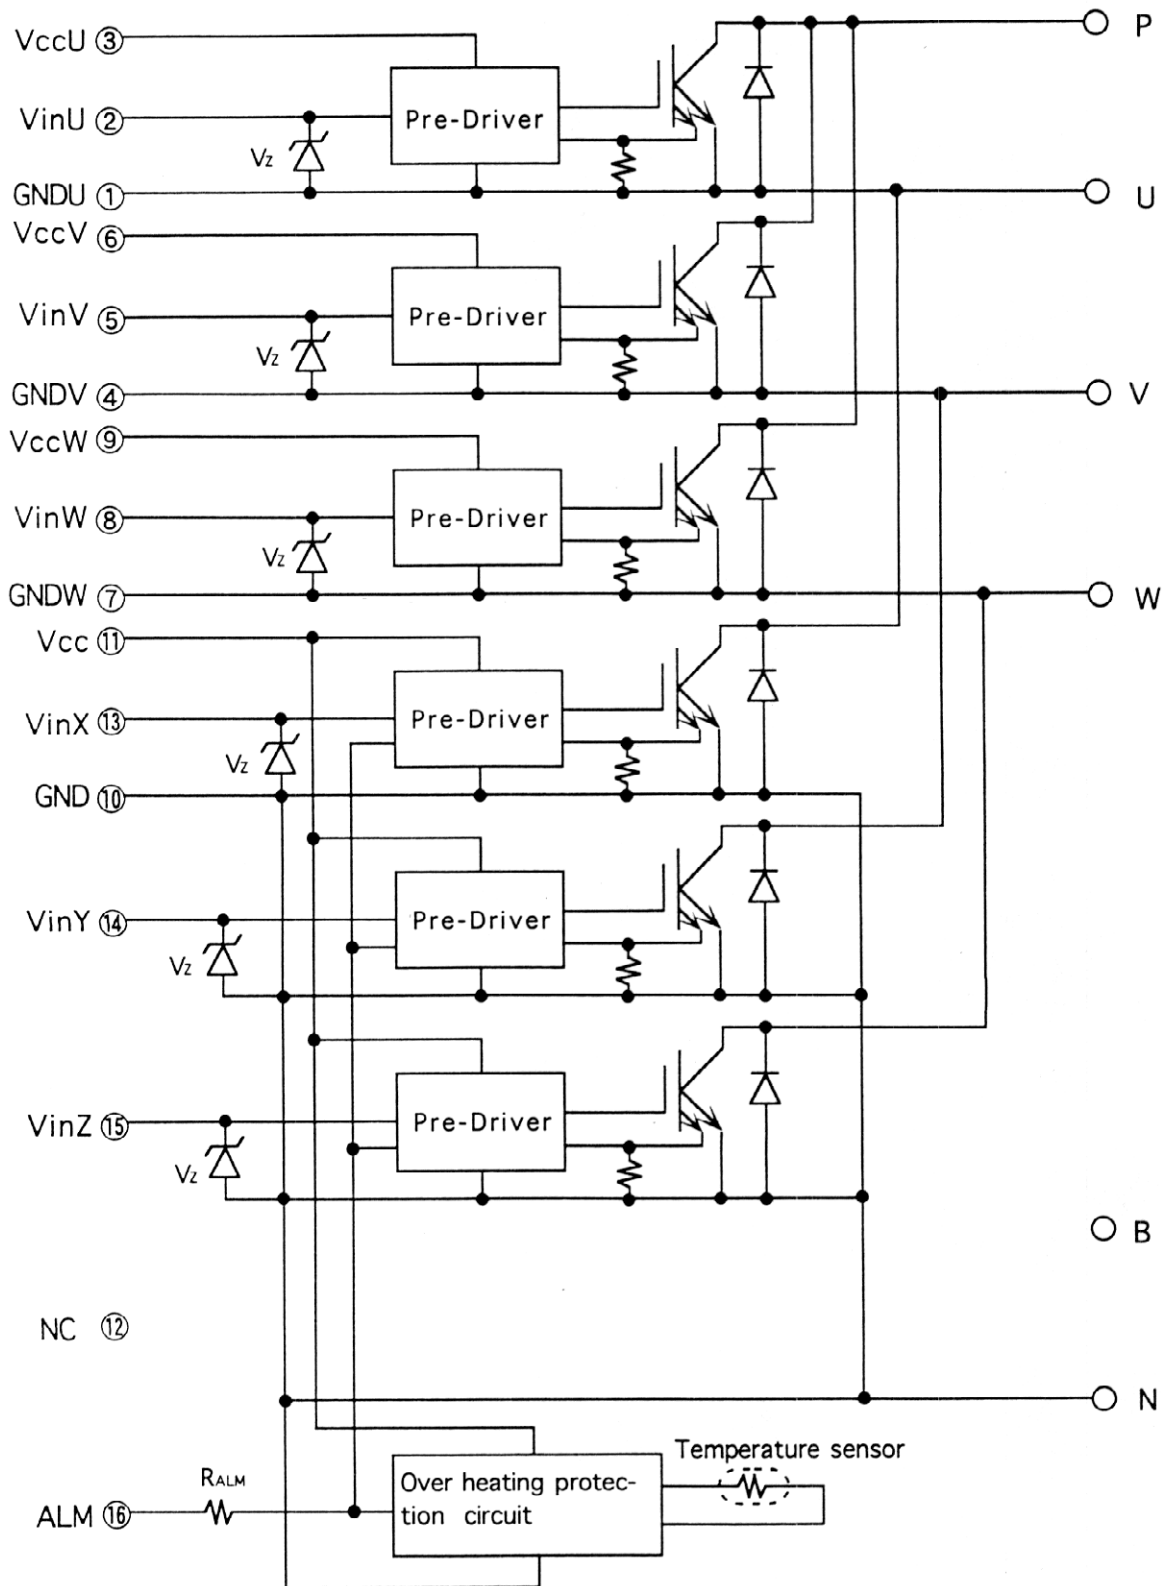 VccU ③
P
VinU ②
Pre-Driver
Vz
GNDU ①
U
VccV ⑥
VinV ⑤
Pre-Driver
Vz
GNDV ④
V
VccW ⑨
VinW ⑧
Pre-Driver
Vz
GNDW ⑦
W
Vcc ⑪
VinX ⑬
Pre-Driver
Vz
GND ⑩
VinY ⑭
Pre-Driver
Vz
VinZ ⑮
Pre-Driver
Vz
B
NC ⑫
N
Temperature sensor
RALM
Over heating protec-
tion circuit
ALM ⑯